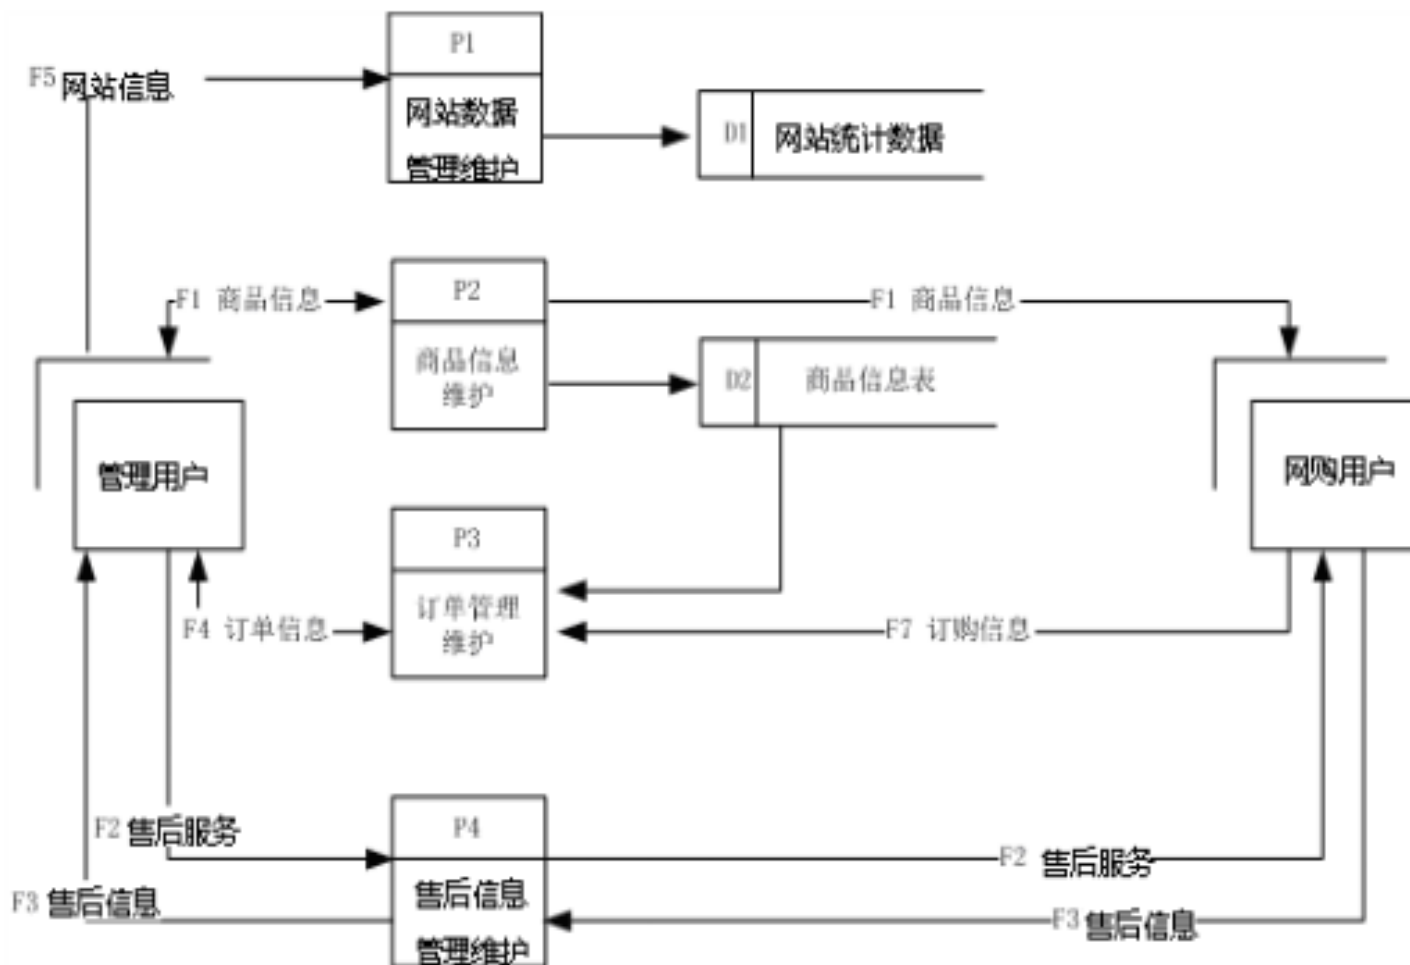 P1
F5 网站信息
网站数据
管理维护
D1 网站统计数据
P2
F1 商品信息
F1 商品信息
商品信息
维护
D2 商品信息表
管理用户
网购用户
P3
订单管理
维护
F4 订单信息
F7 订购信息
P4
F2 售后服务
F2 售后服务
F3 售后信息
售后信息
管理维护
F3 售后信息